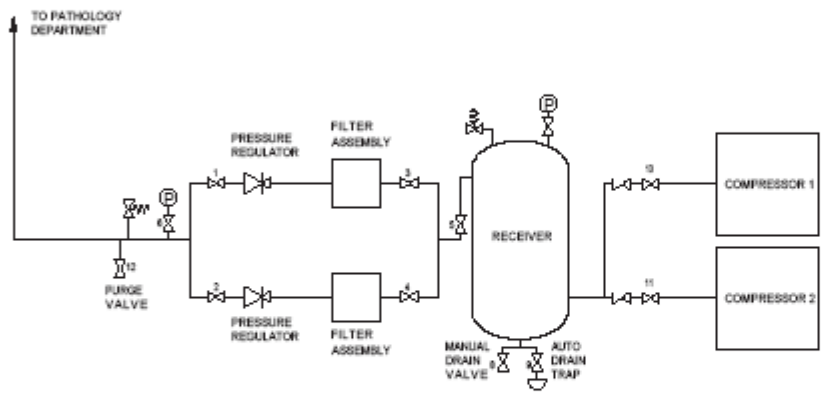 TO PATHOLOGY
DEPARTMENT
PRESSURE
REGULATOR
FILTER
ASSEMBLY
1
3
P
6
12
PURGE
VALVE
2
4
PRESSURE
REGULATOR
FILTER
ASSEMBLY
5
P
RECEIVER
MANUAL
DRAIN
VALVE
8
9
AUTO
DRAIN
TRAP
10
11
COMPRESSOR 1
COMPRESSOR 2